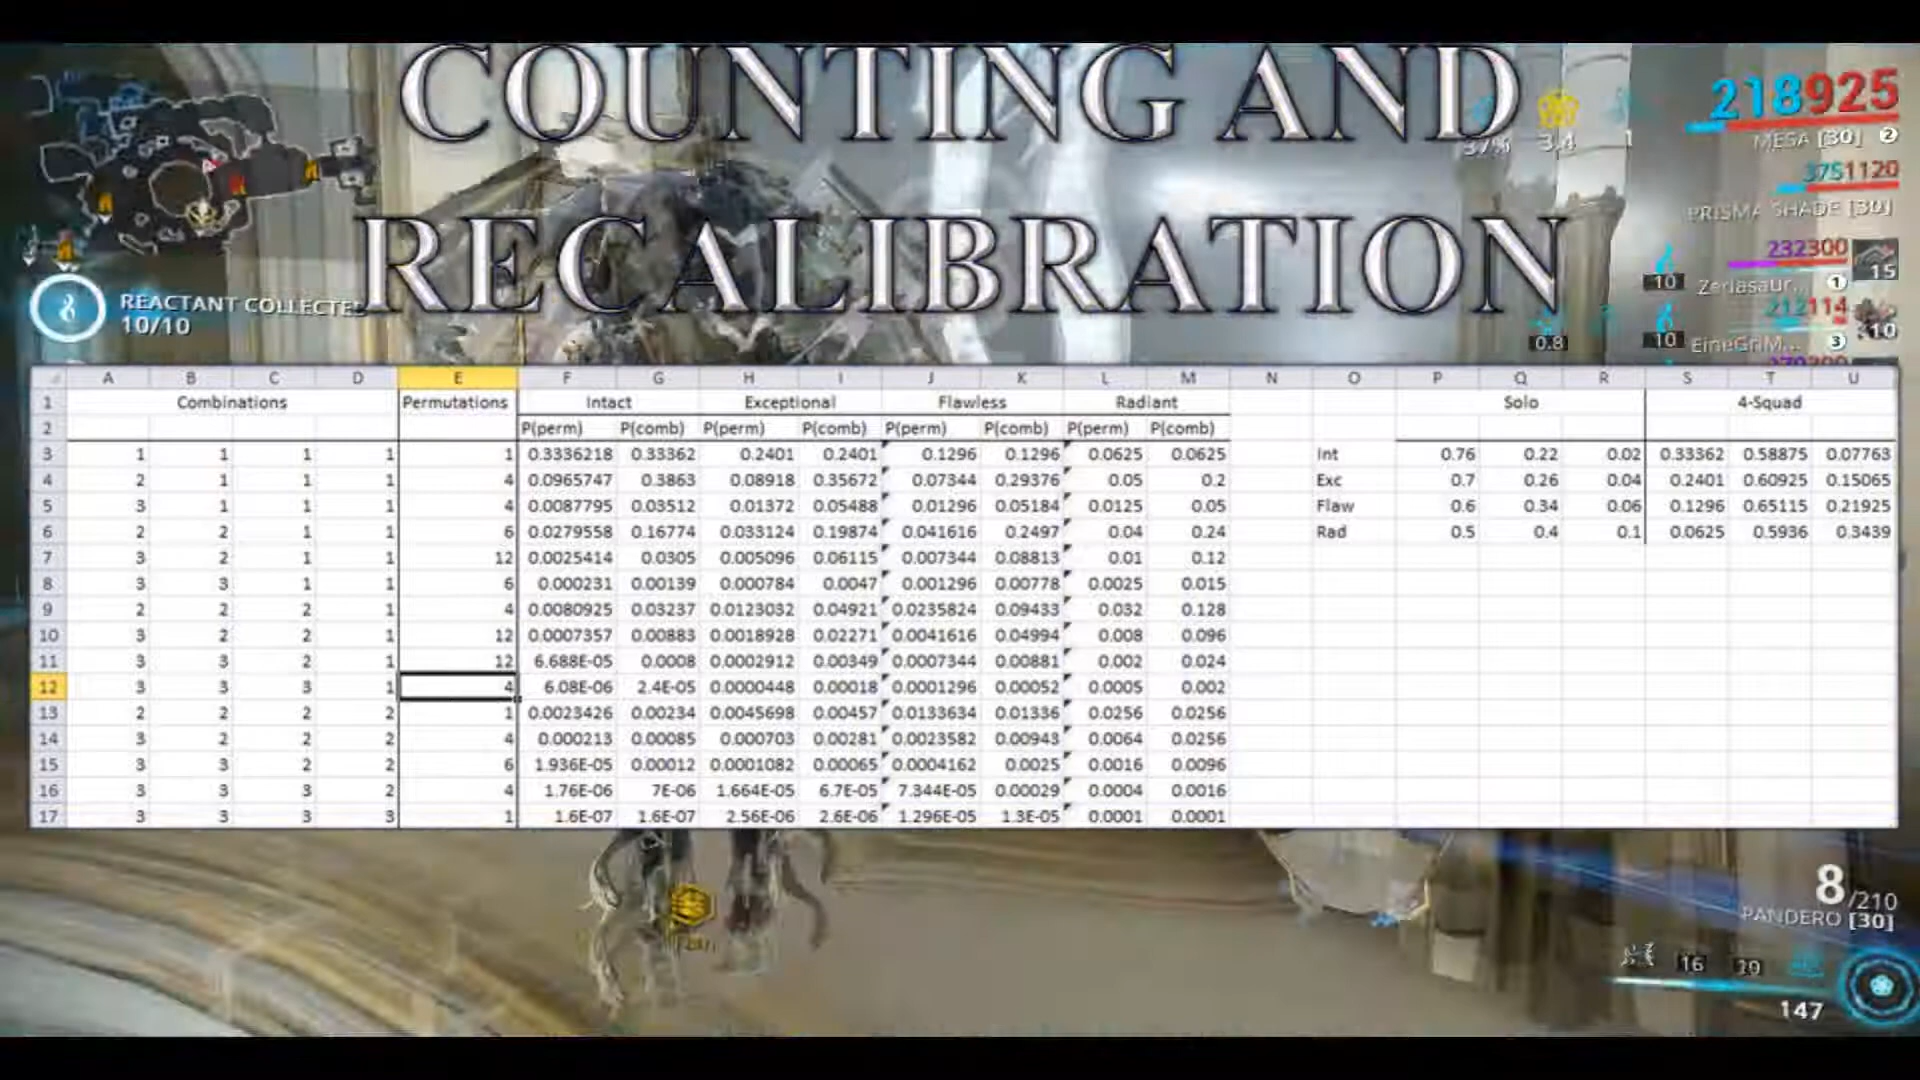 COUNTING AND
RECALIBRATION
37% 3.4 1
218925
MESA [30] 2
3751120
PRISMA SHADE [30]
232300
10 Zeriasaur... 1 15
212114
0.8 10 EineGriM... 3 10
REACTANT COLLECTED
10/10
A B C D E F G H I J K L M N O P Q R S T U
1 Combinations Permutations Intact Exceptional Flawless Radiant Solo 4-Squad
2 P(perm) P(comb) P(perm) P(comb) P(perm) P(comb) P(perm) P(comb)
3 1 1 1 1 1 0.3336218 0.33362 0.2401 0.2401 0.1296 0.1296 0.0625 0.0625 Int 0.76 0.22 0.02 0.33362 0.58875 0.07763
4 2 1 1 1 4 0.0965747 0.3863 0.08918 0.35672 0.07344 0.29376 0.05 0.2 Exc 0.7 0.26 0.04 0.2401 0.60925 0.15065
5 3 1 1 1 4 0.0087795 0.03512 0.01372 0.05488 0.01296 0.05184 0.0125 0.05 Flaw 0.6 0.34 0.06 0.1296 0.65115 0.21925
6 2 2 1 1 6 0.0279558 0.16774 0.033124 0.19874 0.041616 0.2497 0.04 0.24 Rad 0.5 0.4 0.1 0.0625 0.5936 0.3439
7 3 2 1 1 12 0.0025414 0.0305 0.005096 0.06115 0.007344 0.08813 0.01 0.12
8 3 3 1 1 6 0.000231 0.00139 0.000784 0.0047 0.001296 0.00778 0.0025 0.015
9 2 2 2 1 4 0.0080925 0.03237 0.0123032 0.04921 0.0235824 0.09433 0.032 0.128
10 3 2 2 1 12 0.0007357 0.00883 0.0018928 0.02271 0.0041616 0.04994 0.008 0.096
11 3 3 2 1 12 6.688E-05 0.0008 0.0002912 0.00349 0.0007344 0.00881 0.002 0.024
12 3 3 3 1 4 6.08E-06 2.4E-05 0.0000448 0.00018 0.0001296 0.00052 0.0005 0.002
13 2 2 2 2 1 0.0023426 0.00234 0.0045698 0.00457 0.0133634 0.01336 0.0256 0.0256
14 3 2 2 2 4 0.000213 0.00085 0.000703 0.00281 0.0023582 0.00943 0.0064 0.0256
15 3 3 2 2 6 1.936E-05 0.00012 0.0001082 0.00065 0.0004162 0.0025 0.0016 0.0096
16 3 3 3 2 4 1.76E-06 7E-06 1.664E-05 6.7E-05 7.344E-05 0.00029 0.0004 0.0016
17 3 3 3 3 1 1.6E-07 1.6E-07 2.56E-06 2.6E-06 1.296E-05 1.3E-05 0.0001 0.0001
8/210
PANDERO [30]
16 19
147